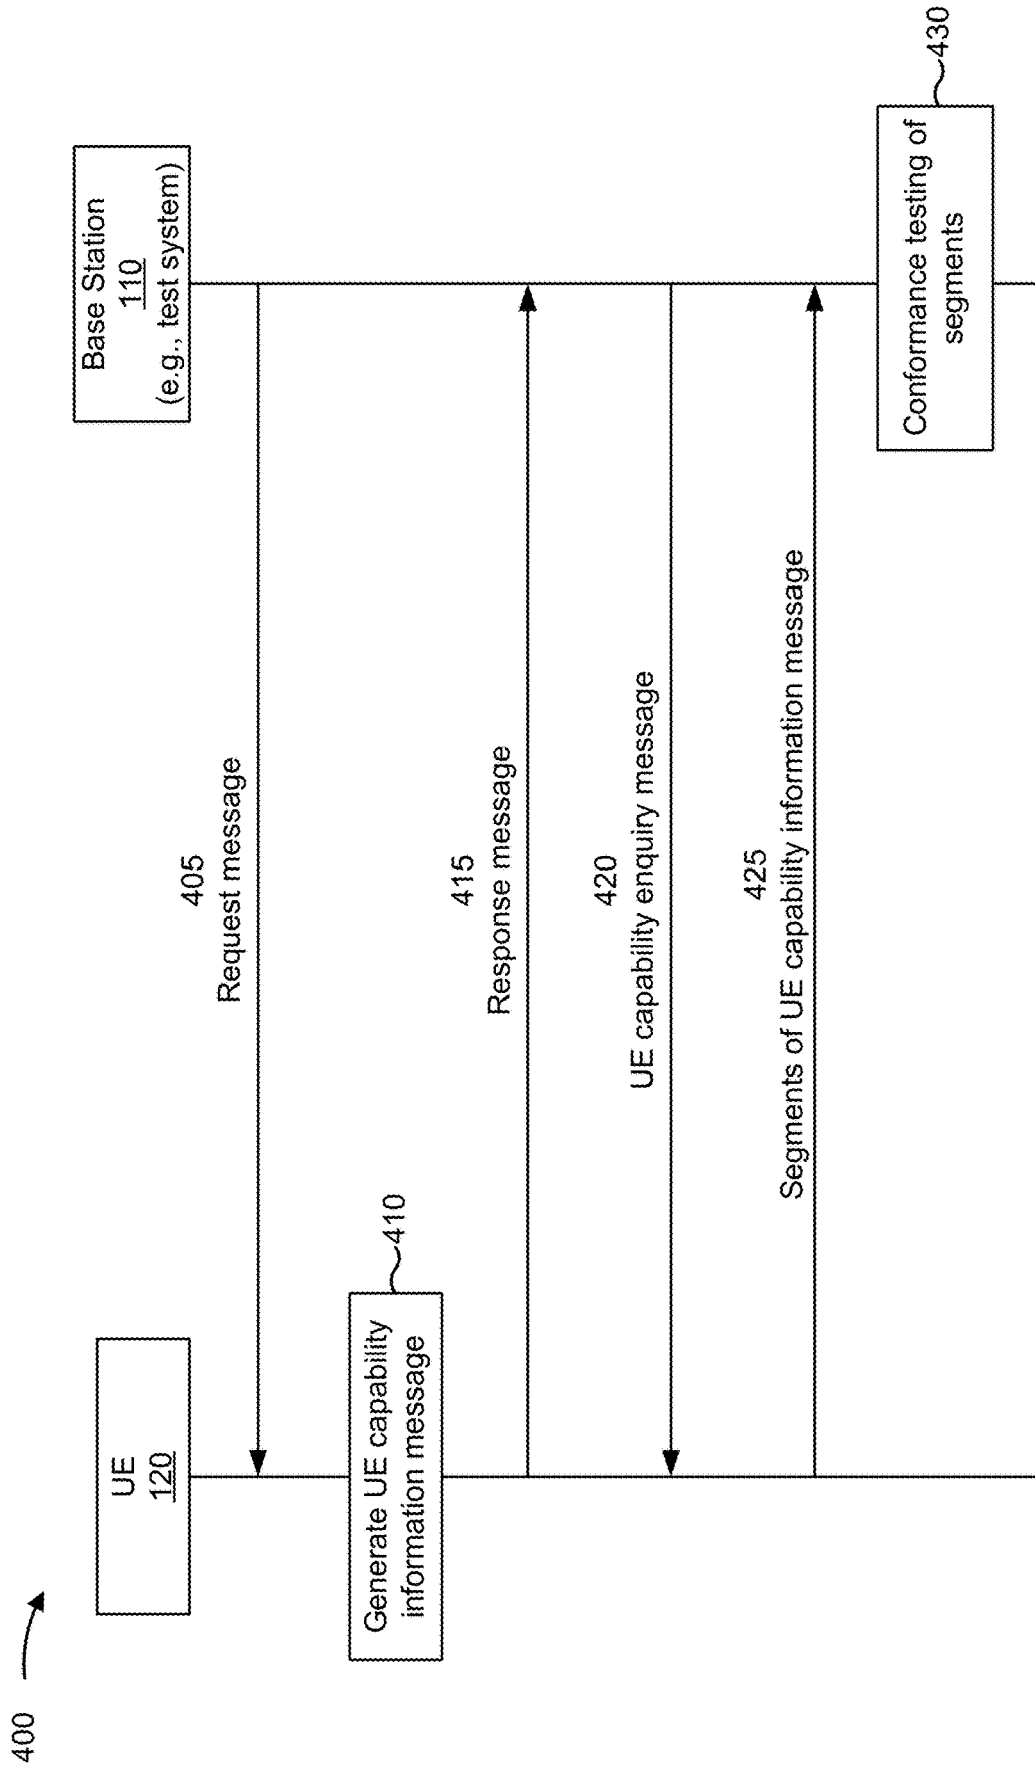 400
UE
120
Base Station
110
(e.g., test system)
405
Request message
Generate UE capability
information message
410
415
Response message
420
UE capability enquiry message
425
Segments of UE capability information message
Conformance testing of
segments
430